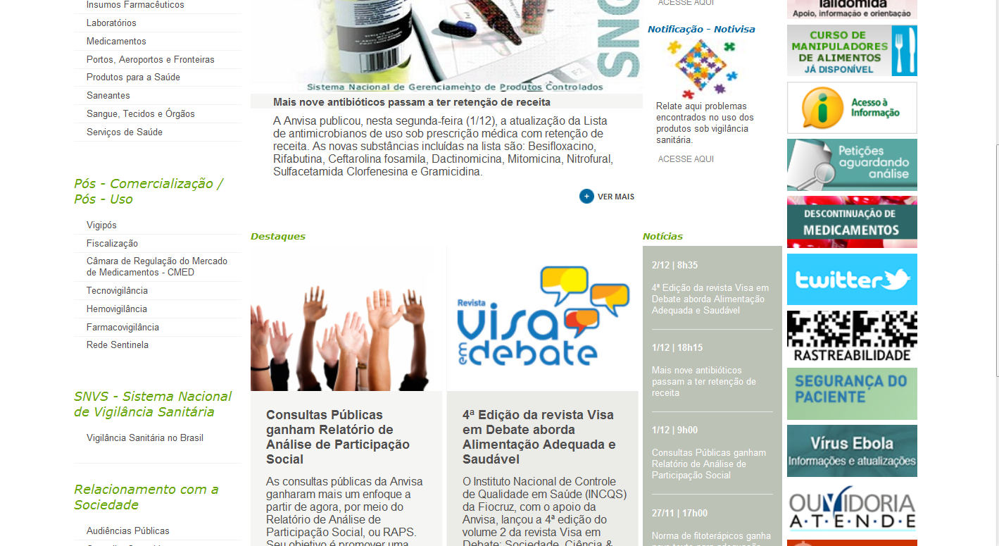 Insumos Farmacêuticos
Laboratórios
Medicamentos
Portos, Aeroportos e Fronteiras
Produtos para a Saúde
Saneantes
Sangue, Tecidos e Órgãos
Serviços de Saúde
Pós - Comercialização /
Pós - Uso
Vigipós
Fiscalização
Câmara de Regulação do Mercado
de Medicamentos - CMED
Tecnovigilância
Hemovigilância
Farmacovigilância
Rede Sentinela
SNVS - Sistema Nacional
de Vigilância Sanitária
Vigilância Sanitária no Brasil
Relacionamento com a
Sociedade
Audiências Públicas
SNG
Sistema Nacional de Gerenciamento de Produtos Controlados
Mais nove antibióticos passam a ter retenção de receita
A Anvisa publicou, nesta segunda-feira (1/12), a atualização da Lista
de antimicrobianos de uso sob prescrição médica com retenção de
receita. As novas substâncias incluídas na lista são: Besifloxacino,
Rifabutina, Ceftarolina fosamila, Dactinomicina, Mitomicina, Nitrofural,
Sulfacetamida Clorfenesina e Gramicidina.
+ VER MAIS
Destaques
Consultas Públicas
ganham Relatório de
Análise de Participação
Social
As consultas públicas da Anvisa
ganharam mais um enfoque a
partir de agora, por meio do
Relatório de Análise de
Participação Social, ou RAPS.
Seu objetivo é promover uma
Revista
visa
em debate
4ª Edição da revista Visa
em Debate aborda
Alimentação Adequada e
Saudável
O Instituto Nacional de Controle
de Qualidade em Saúde (INCQS)
da Fiocruz, com o apoio da
Anvisa, lançou a 4ª edição do
volume 2 da revista Visa em
Debate: Sociedade, Ciência &
ACESSE AQUI
Notificação - Notivisa
Relate aqui problemas
encontrados no uso dos
produtos sob vigilância
sanitária.
ACESSE AQUI
Notícias
2/12 | 8h35
4ª Edição da revista Visa em
Debate aborda Alimentação
Adequada e Saudável
1/12 | 18h15
Mais nove antibióticos
passam a ter retenção de
receita
1/12 | 9h00
Consultas Públicas ganham
Relatório de Análise de
Participação Social
27/11 | 17h00
Norma de fitoterápicos ganha
talidomida
Apoio, informação e orientação
CURSO DE
MANIPULADORES
DE ALIMENTOS
JÁ DISPONÍVEL
i Acesso à
Informação
Petições
aguardando
análise
DESCONTINUAÇÃO DE
MEDICAMENTOS
twitter
RASTREABILIDADE
SEGURANÇA DO
PACIENTE
Vírus Ebola
Informações e atualizações
OUVIDORIA
A·T·E·N·D·E